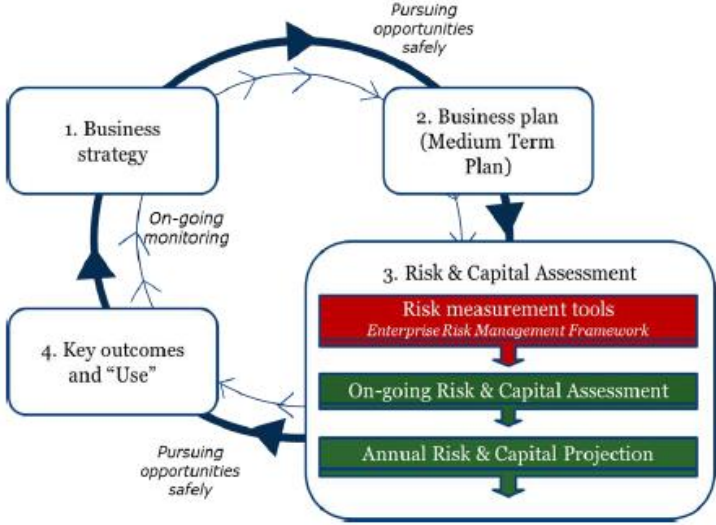 Pursuing
opportunities
safely
1. Business
strategy
2. Business plan
(Medium Term
Plan)
On-going
monitoring
3. Risk & Capital Assessment
Risk measurement tools
Enterprise Risk Management Framework
4. Key outcomes
and “Use”
On-going Risk & Capital Assessment
Annual Risk & Capital Projection
Pursuing
opportunities
safely